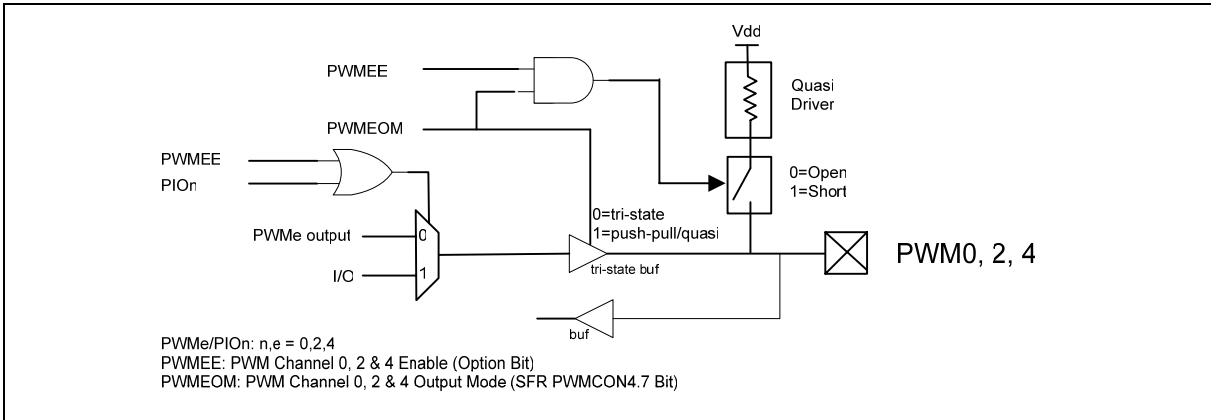 Vdd
PWMEE
Quasi
Driver
PWMEOM
PWMEE
PIOn
0=Open
1=Short
0=tri-state
1=push-pull/quasi
PWMe output
0
I/O
1
tri-state buf
PWM0, 2, 4
buf
PWMe/PIOn: n,e = 0,2,4
PWMEE: PWM Channel 0, 2 & 4 Enable (Option Bit)
PWMEOM: PWM Channel 0, 2 & 4 Output Mode (SFR PWMCON4.7 Bit)